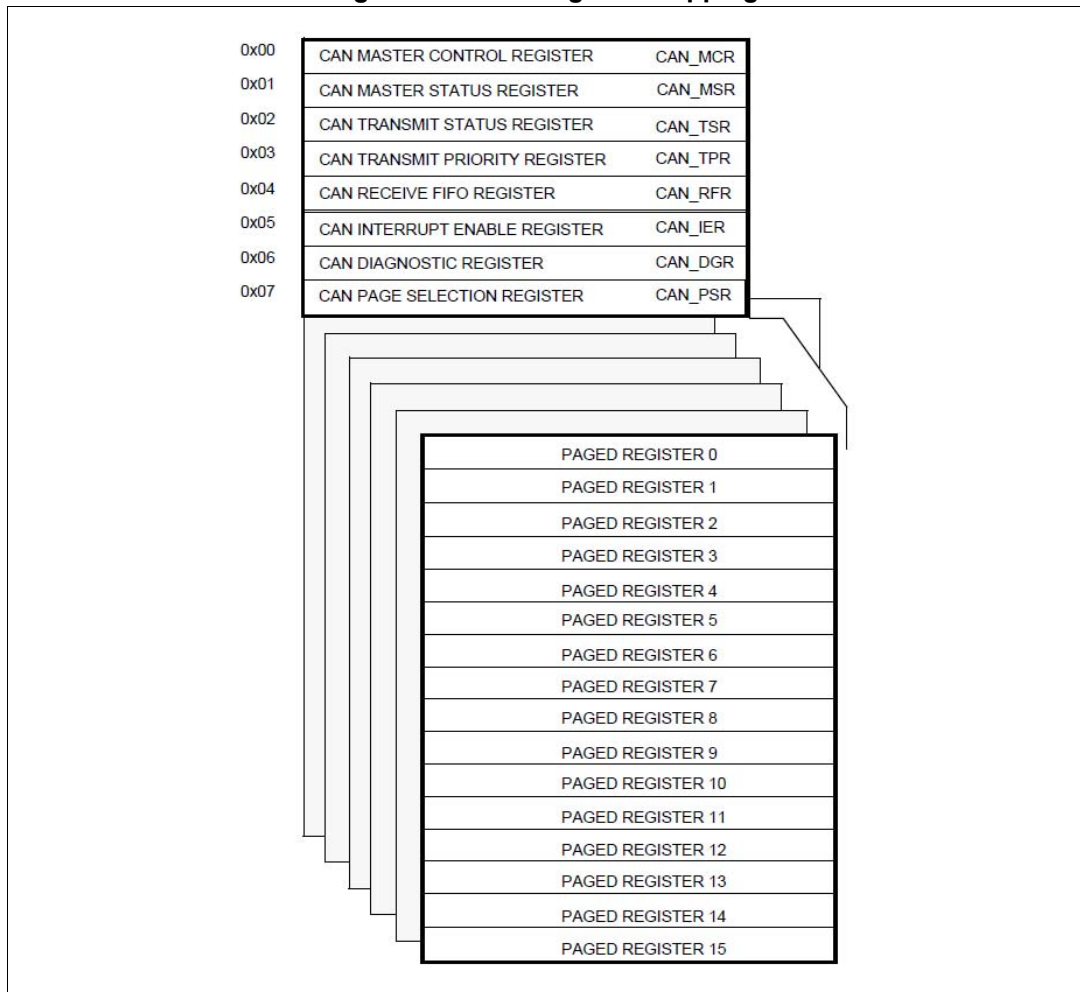 0x00 CAN MASTER CONTROL REGISTER CAN_MCR
0x01 CAN MASTER STATUS REGISTER CAN_MSR
0x02 CAN TRANSMIT STATUS REGISTER CAN_TSR
0x03 CAN TRANSMIT PRIORITY REGISTER CAN_TPR
0x04 CAN RECEIVE FIFO REGISTER CAN_RFR
0x05 CAN INTERRUPT ENABLE REGISTER CAN_IER
0x06 CAN DIAGNOSTIC REGISTER CAN_DGR
0x07 CAN PAGE SELECTION REGISTER CAN_PSR
PAGED REGISTER 0
PAGED REGISTER 1
PAGED REGISTER 2
PAGED REGISTER 3
PAGED REGISTER 4
PAGED REGISTER 5
PAGED REGISTER 6
PAGED REGISTER 7
PAGED REGISTER 8
PAGED REGISTER 9
PAGED REGISTER 10
PAGED REGISTER 11
PAGED REGISTER 12
PAGED REGISTER 13
PAGED REGISTER 14
PAGED REGISTER 15